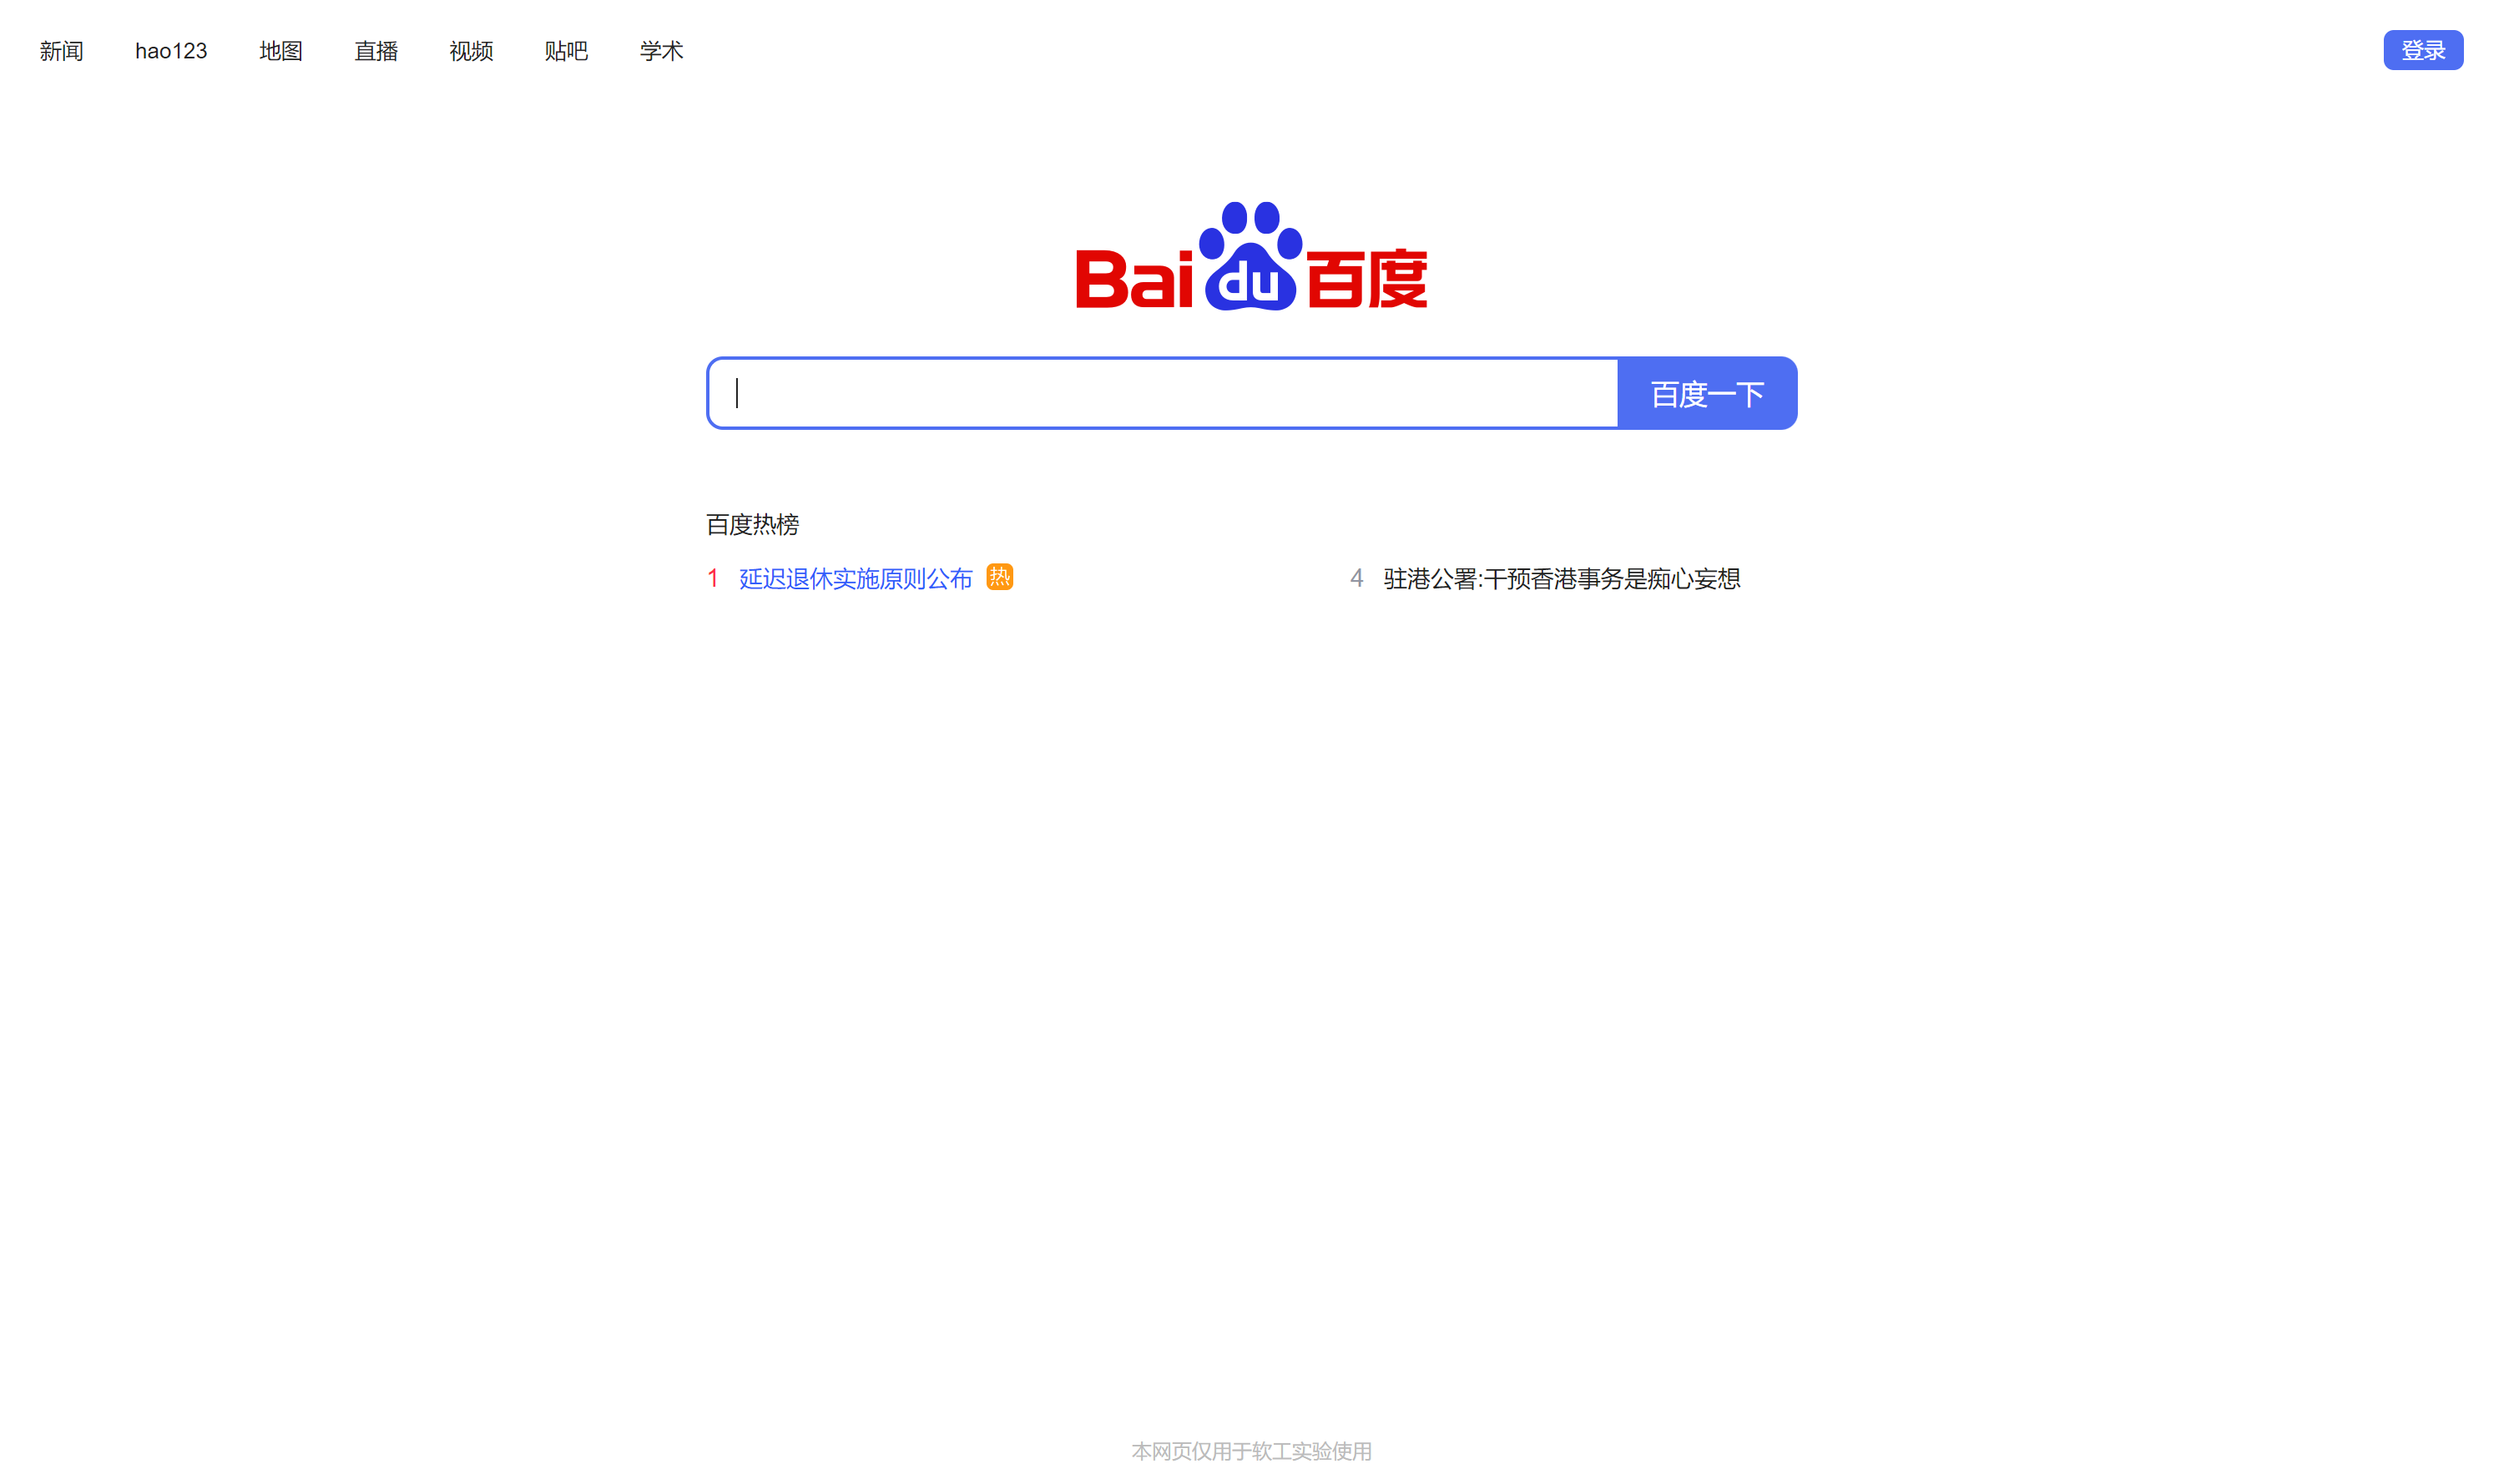 新闻 hao123 地图 直播 视频 贴吧 学术 登录
Bai du 百度
百度一下
百度热榜
1 延迟退休实施原则公布 热 4 驻港公署:干预香港事务是痴心妄想
本网页仅用于软工实验使用